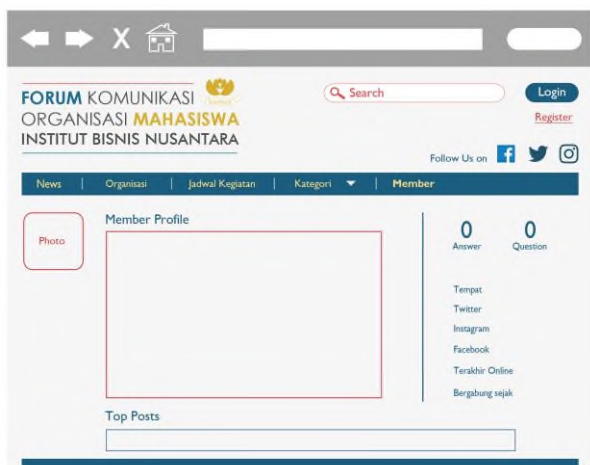 X
FORUM KOMUNIKASI
ORGANISASI MAHASISWA
INSTITUT BISNIS NUSANTARA
Search
Login
Register
Follow Us on
News | Organisasi | Jadwal Kegiatan | Kategori | Member
Photo
Member Profile
0 0
Answer Question
Tempat
Twitter
Instagram
Facebook
Terakhir Online
Bergabung sejak
Top Posts